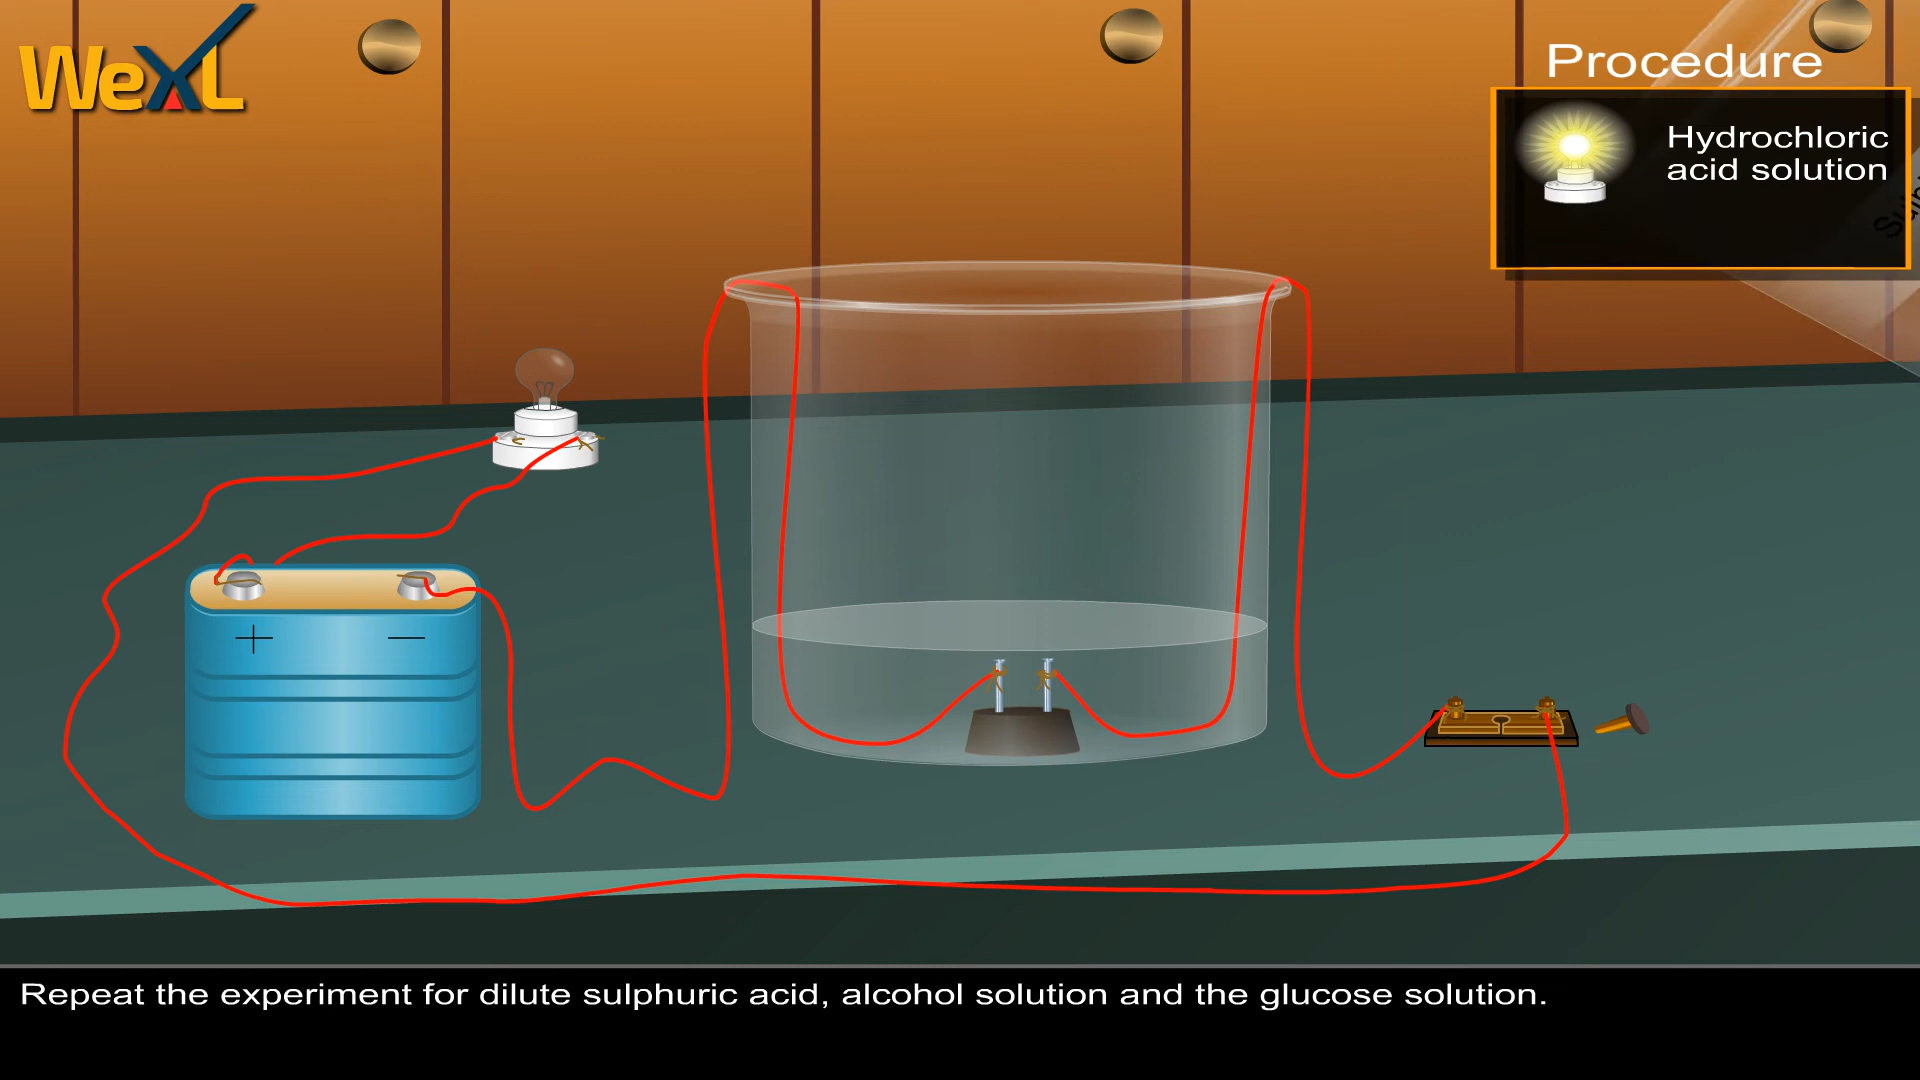 WeXL
Procedure
Hydrochloric
acid solution
+
—
Repeat the experiment for dilute sulphuric acid, alcohol solution and the glucose solution.